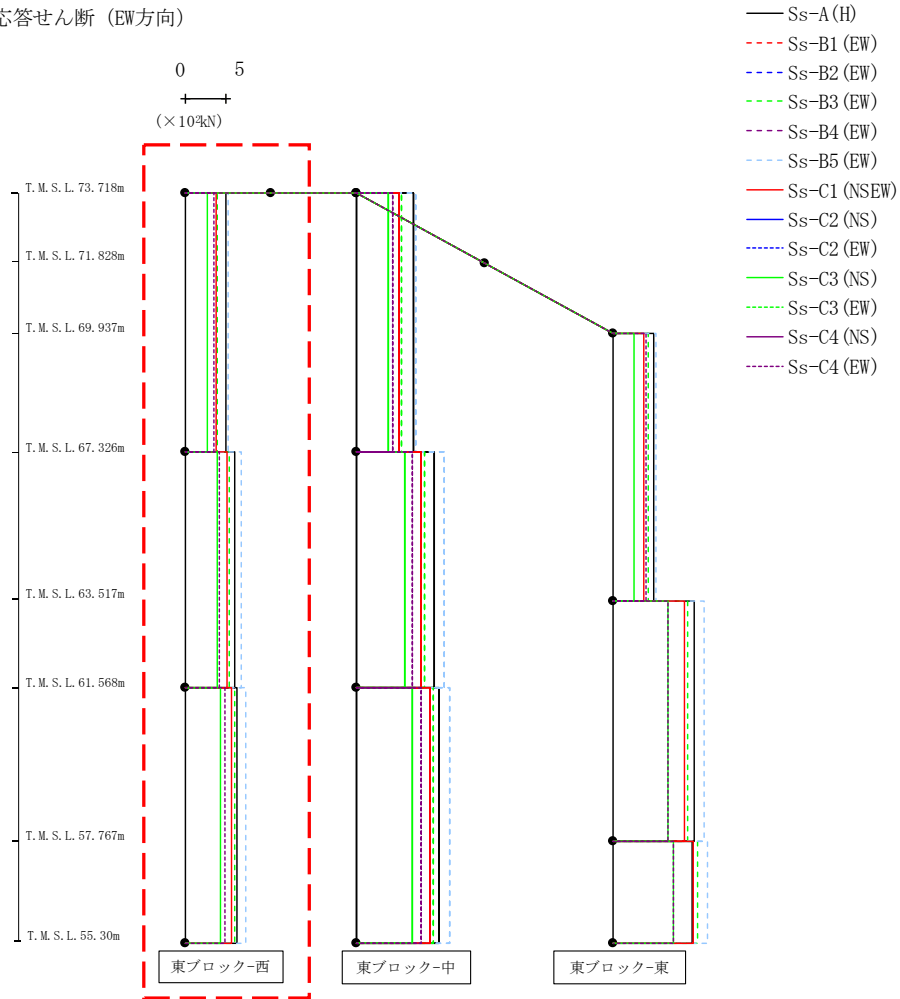 応答せん断 (EW方向)
0 5
(×10²kN)
Ss-A(H)
Ss-B1(EW)
Ss-B2(EW)
Ss-B3(EW)
Ss-B4(EW)
Ss-B5(EW)
Ss-C1(NSEW)
Ss-C2(NS)
Ss-C2(EW)
Ss-C3(NS)
Ss-C3(EW)
Ss-C4(NS)
Ss-C4(EW)
T.M.S.L.73.718m
T.M.S.L.71.828m
T.M.S.L.69.937m
T.M.S.L.67.326m
T.M.S.L.63.517m
T.M.S.L.61.568m
T.M.S.L.57.767m
T.M.S.L.55.30m
東ブロック-西
東ブロック-中
東ブロック-東